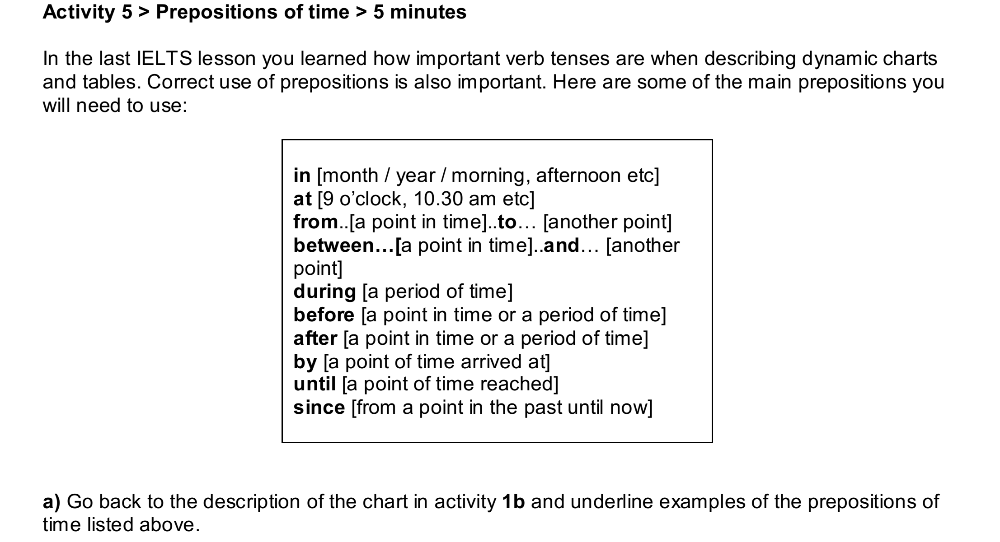 Activity 5 > Prepositions of time > 5 minutes
In the last IELTS lesson you learned how important verb tenses are when describing dynamic charts
and tables. Correct use of prepositions is also important. Here are some of the main prepositions you
will need to use:
in [month / year / morning, afternoon etc]
at [9 o’clock, 10.30 am etc]
from..[a point in time]..to… [another point]
between…[a point in time]..and… [another
point]
during [a period of time]
before [a point in time or a period of time]
after [a point in time or a period of time]
by [a point of time arrived at]
until [a point of time reached]
since [from a point in the past until now]
a) Go back to the description of the chart in activity 1b and underline examples of the prepositions of
time listed above.